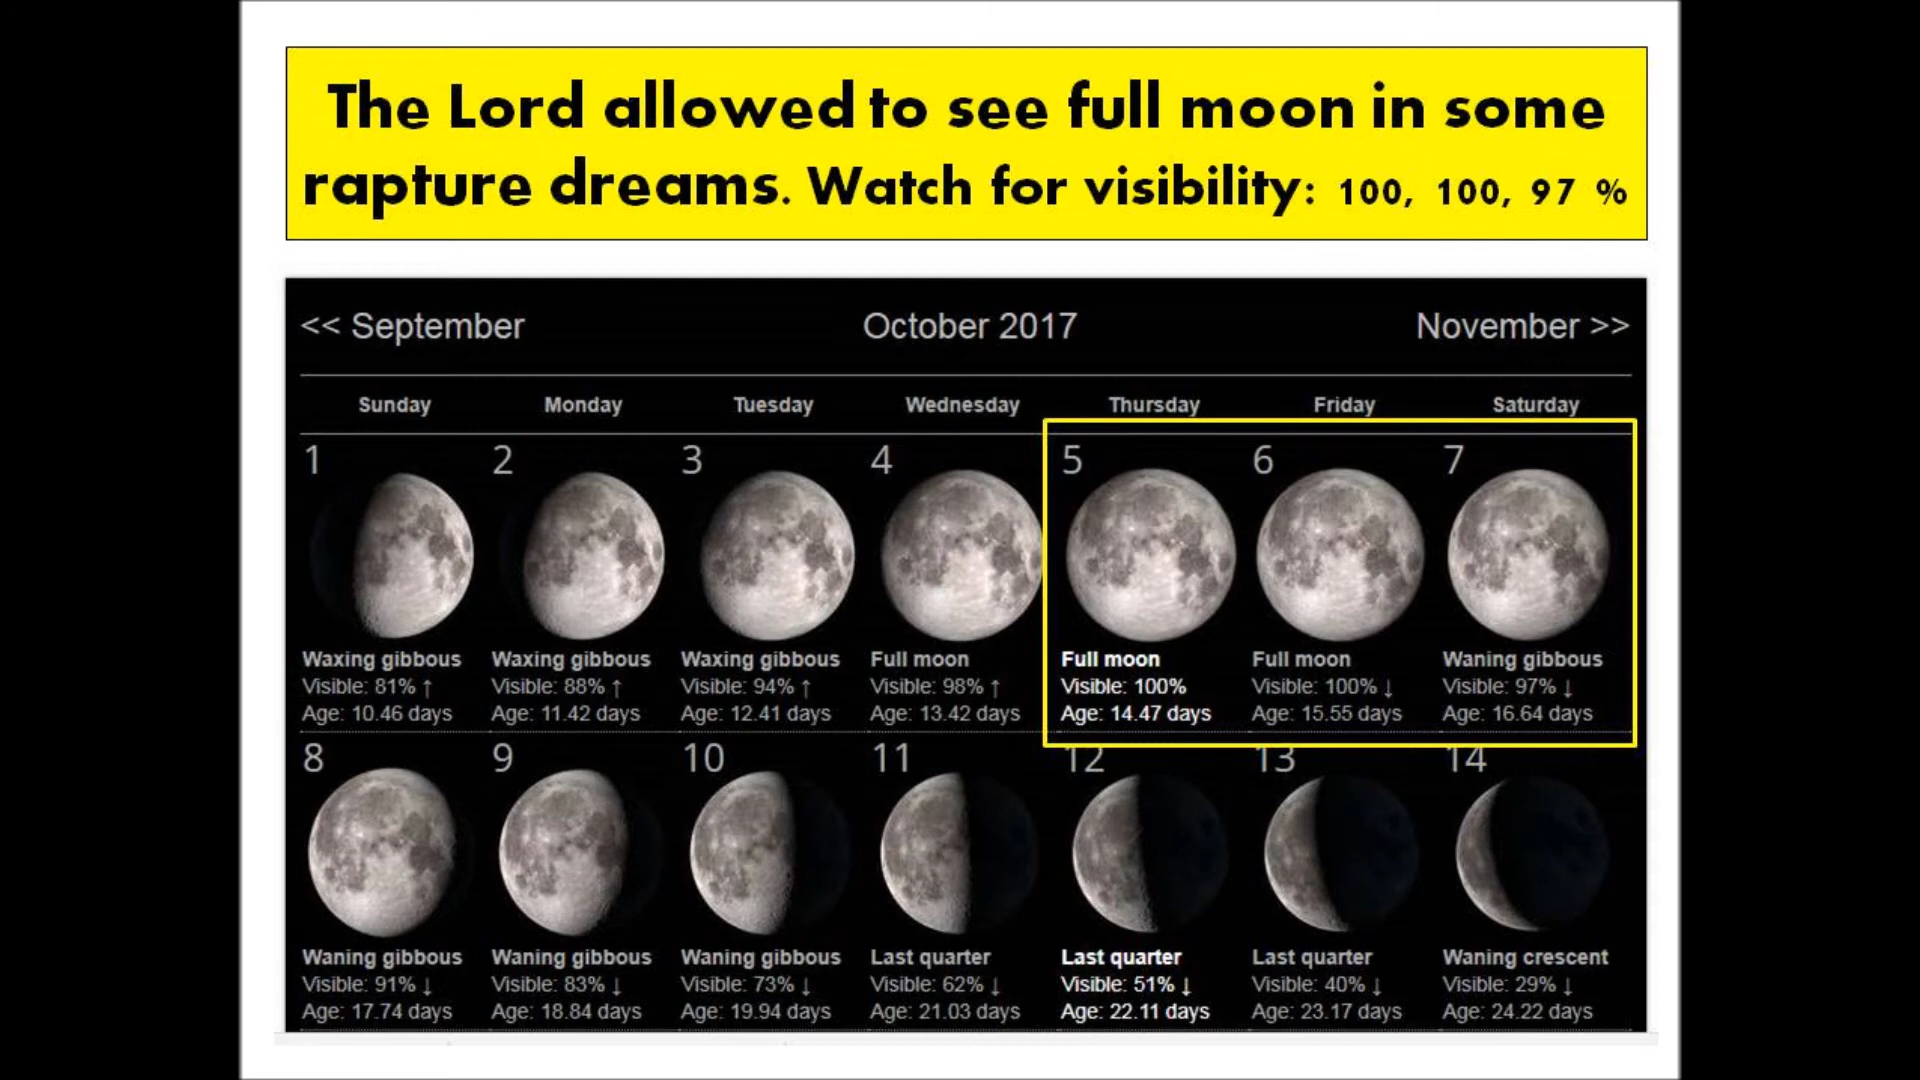 The Lord allowed to see full moon in some
rapture dreams. Watch for visibility: 100, 100, 97 %
<< September October 2017 November >>
Sunday Monday Tuesday Wednesday Thursday Friday Saturday
1 2 3 4 5 6 7
Waxing gibbous Waxing gibbous Waxing gibbous Full moon Full moon Full moon Waning gibbous
Visible: 81% ↑ Visible: 88% ↑ Visible: 94% ↑ Visible: 98% ↑ Visible: 100% Visible: 100% ↓ Visible: 97% ↓
Age: 10.46 days Age: 11.42 days Age: 12.41 days Age: 13.42 days Age: 14.47 days Age: 15.55 days Age: 16.64 days
8 9 10 11 12 13 14
Waning gibbous Waning gibbous Waning gibbous Last quarter Last quarter Last quarter Waning crescent
Visible: 91% ↓ Visible: 83% ↓ Visible: 73% ↓ Visible: 62% ↓ Visible: 51% ↓ Visible: 40% ↓ Visible: 29% ↓
Age: 17.74 days Age: 18.84 days Age: 19.94 days Age: 21.03 days Age: 22.11 days Age: 23.17 days Age: 24.22 days